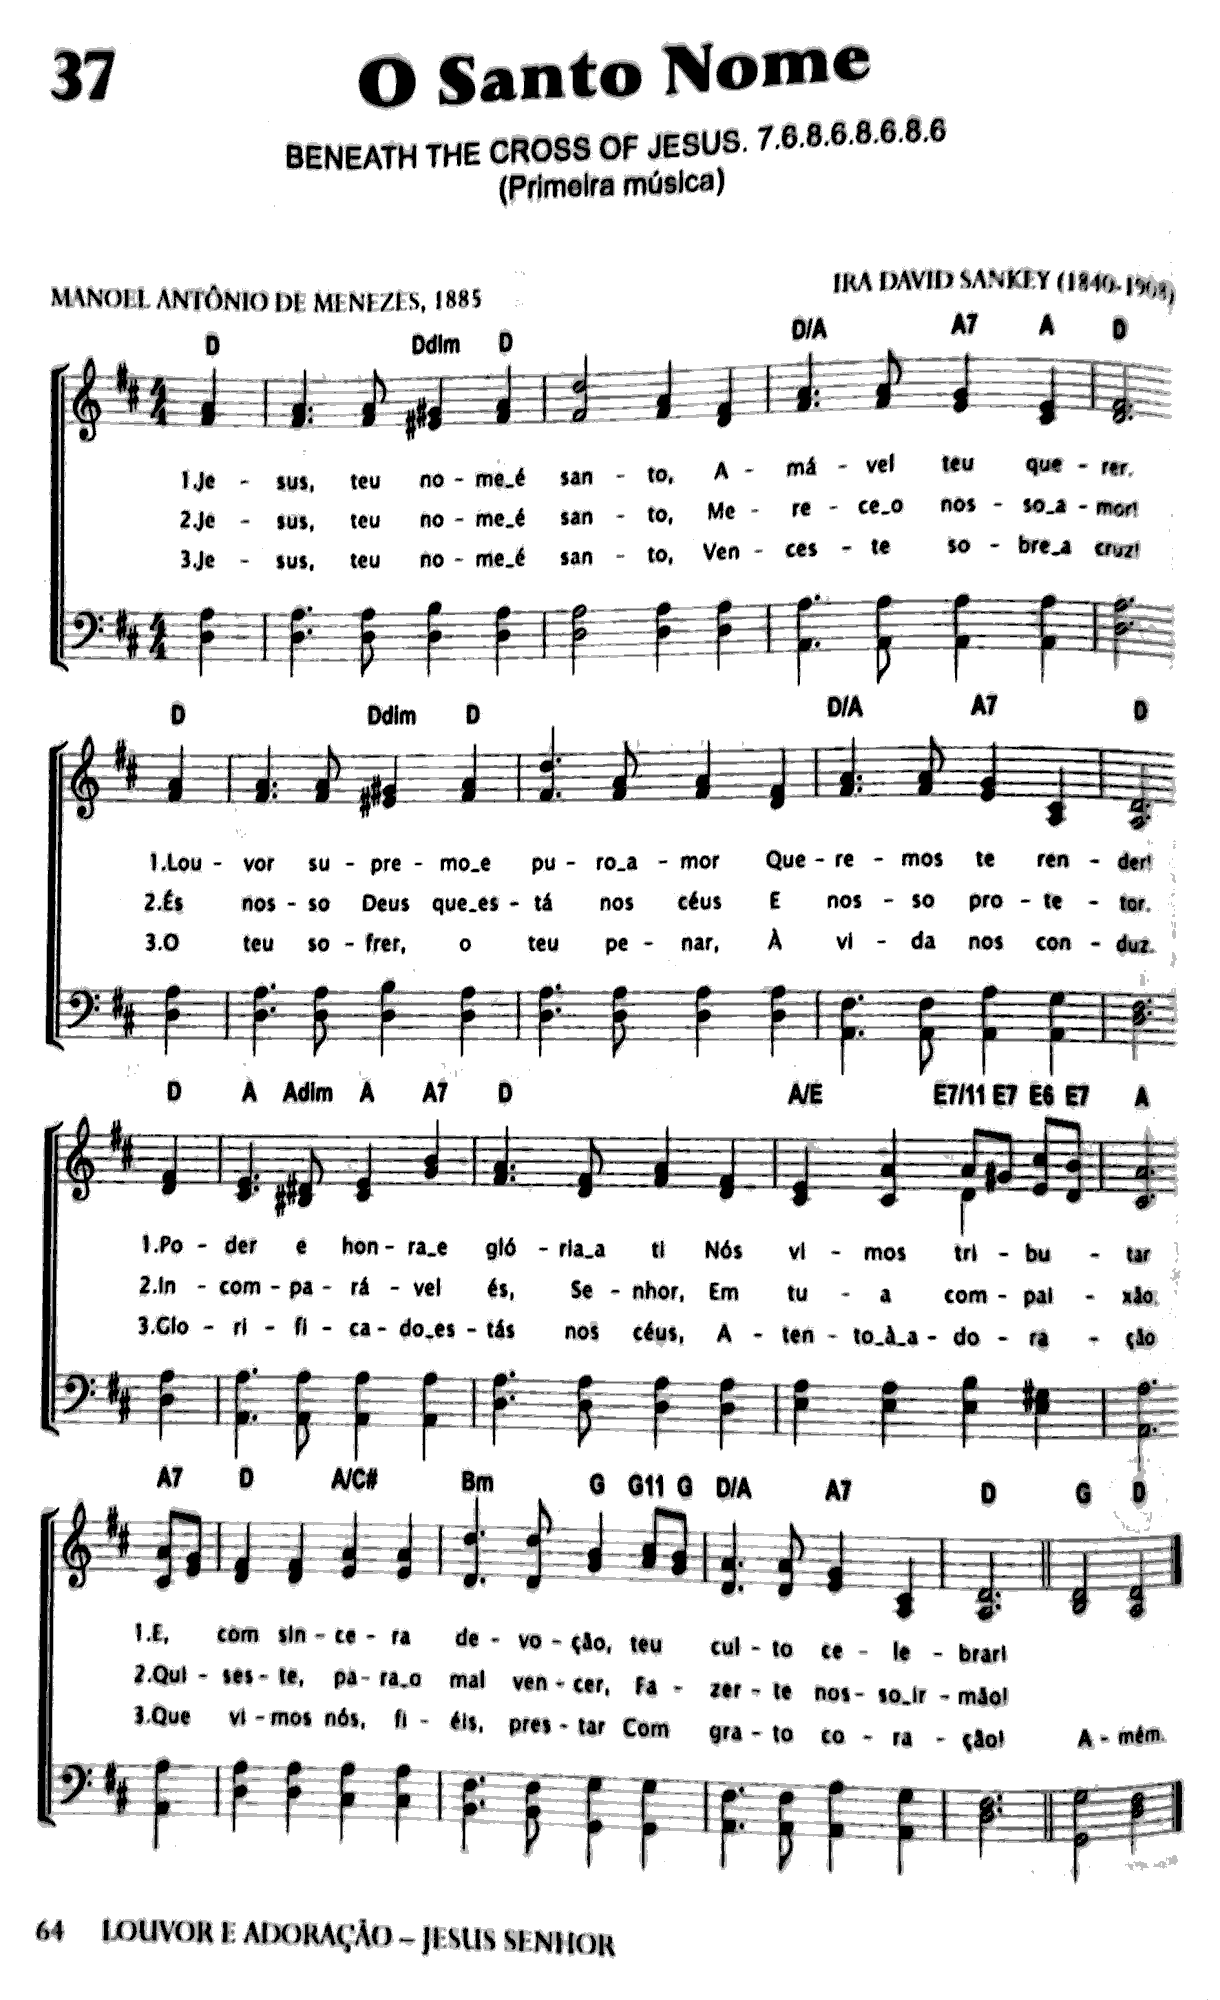 37
O Santo Nome
BENEATH THE CROSS OF JESUS. 7.6.8.6.8.6.8.6
(Primeira música)
MANOEL ANTÔNIO DE MENEZES, 1885
IRA DAVID SANKEY (1840-1908)
D Ddim D D/A A7 A D
4 4
1.Je - sus, teu no - me_é san - to, A - má - vel teu que - rer.
2.Je - sus, teu no - me_é san - to, Me - re - ce_o nos - so_a - mor!
3.Je - sus, teu no - me_é san - to, Ven - ces - te so - bre_a cruz!
4 4
D Ddim D D/A A7 D
1.Lou - vor su - pre - mo_e pu - ro_a - mor Que - re - mos te ren - der!
2.És nos - so Deus que_es - tá nos céus E nos - so pro - te - tor.
3.O teu so - frer, o teu pe - nar, À vi - da nos con - duz.
D A Adim A A7 D A/E E7/11 E7 E6 E7 A
1.Po - der e hon - ra_e gló - ria_a ti Nós vi - mos tri - bu - tar
2.In - com - pa - rá - vel és, Se - nhor, Em tu - a com - pai - xão.
3.Glo - ri - fi - ca - do_es - tás nos céus, A - ten - to_à_a - do - ra - ção
A7 D A/C# Bm G G11 G D/A A7 D G D
1.E, com sin - ce - ra de - vo - ção, teu cul - to ce - le - brar!
2.Qui - ses - te, pa - ra_o mal ven - cer, Fa - zer - te nos - so_ir - mão!
3.Que vi - mos nós, fi - éis, pres - tar Com gra - to co - ra - ção! A - mém.
64 LOUVOR E ADORAÇÃO – JESUS SENHOR